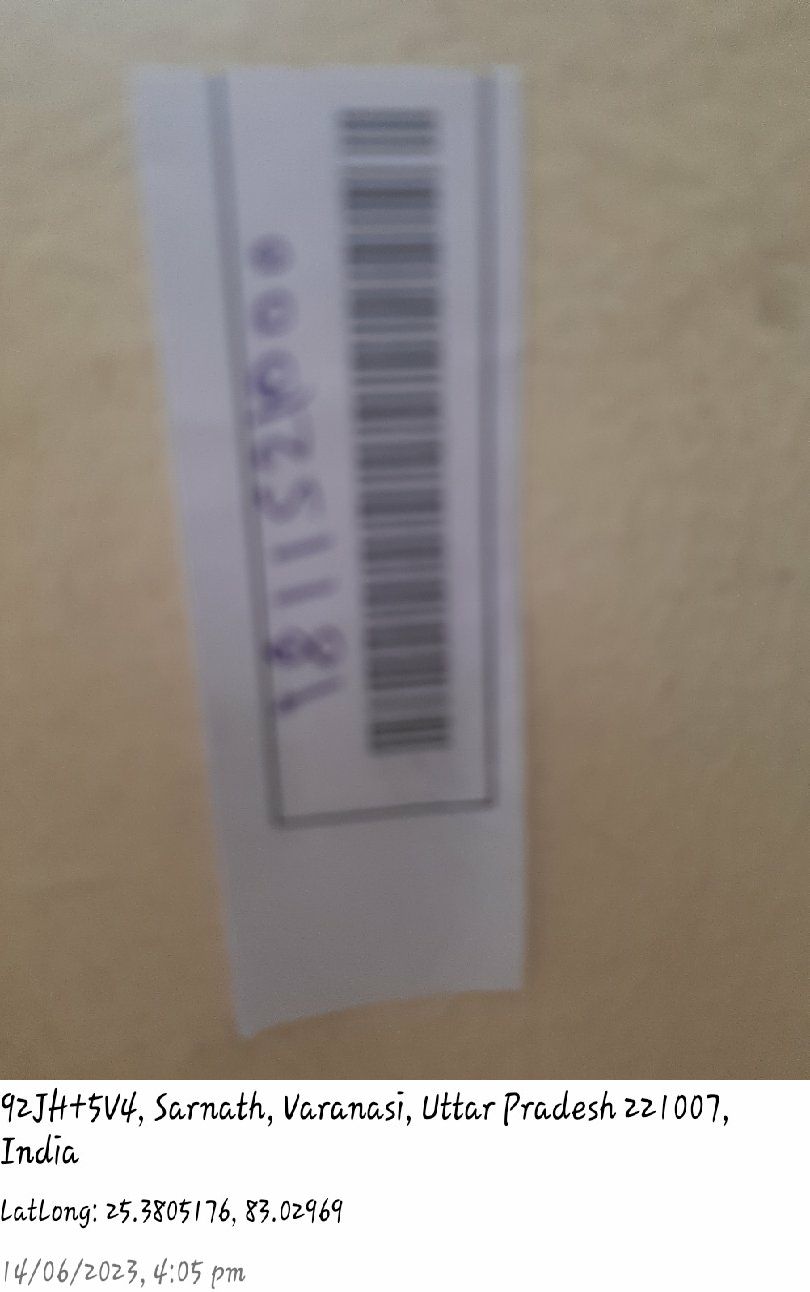 92JH+5V4, Sarnath, Varanasi, Uttar Pradesh 221007,
India
LatLong: 25.3805176, 83.02969
14/06/2023, 4:05 pm